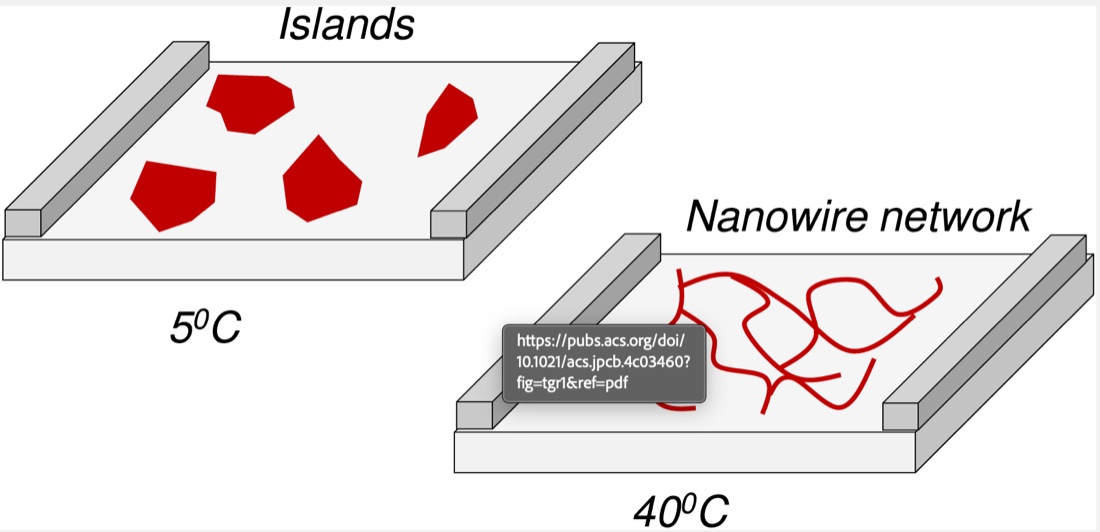 Islands
5⁰C
Nanowire network
https://pubs.acs.org/doi/
10.1021/acs.jpcb.4c03460?
fig=tgr1&ref=pdf
40⁰C